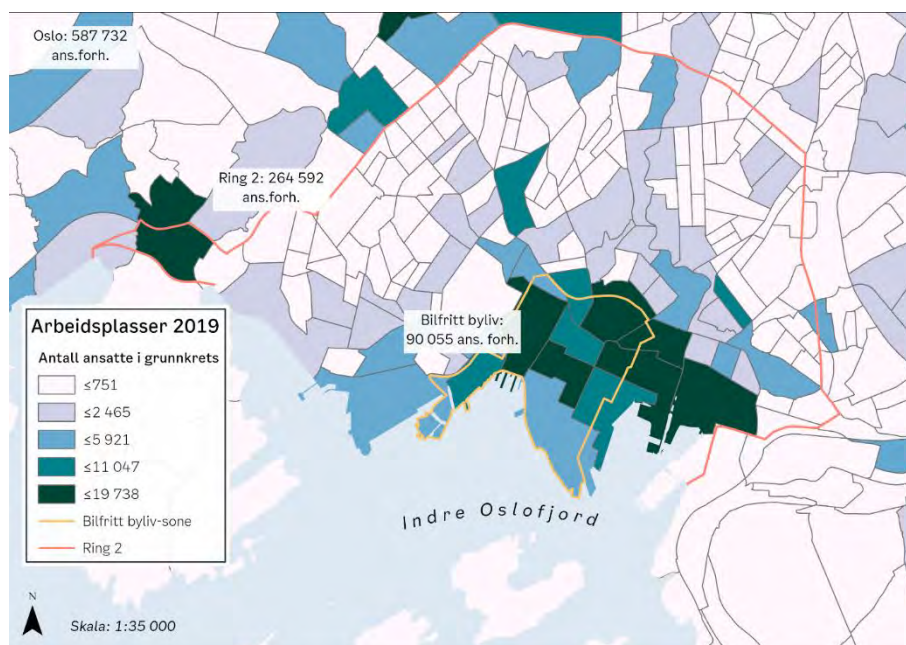 Oslo: 587 732
ans.forh.
Ring 2: 264 592
ans.forh.
Bilfritt byliv:
90 055 ans. forh.
Arbeidsplasser 2019
Antall ansatte i grunnkrets
≤751
≤2 465
≤5 921
≤11 047
≤19 738
Bilfritt byliv-sone
Ring 2
Indre Oslofjord
N
Skala: 1:35 000